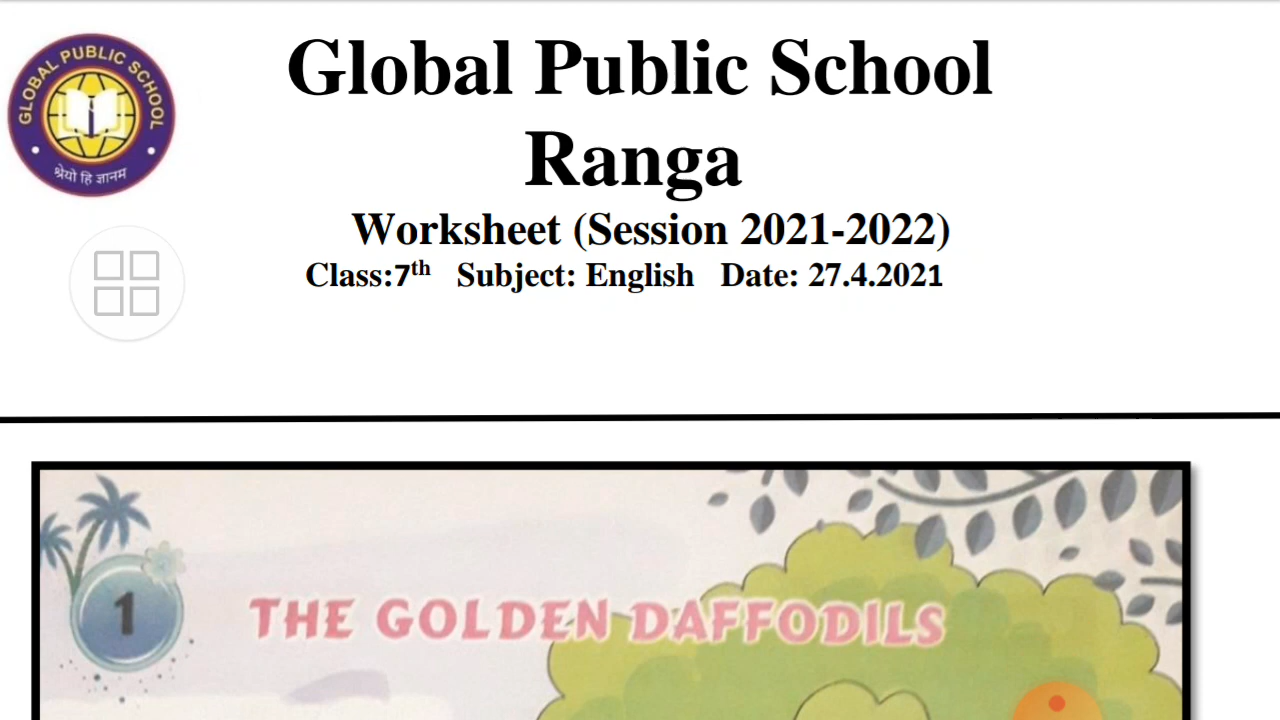 GLOBAL PUBLIC SCHOOL
श्रेयो हि ज्ञानम
Global Public School
Ranga
Worksheet (Session 2021-2022)
Class:7th Subject: English Date: 27.4.2021
1
THE GOLDEN DAFFODILS